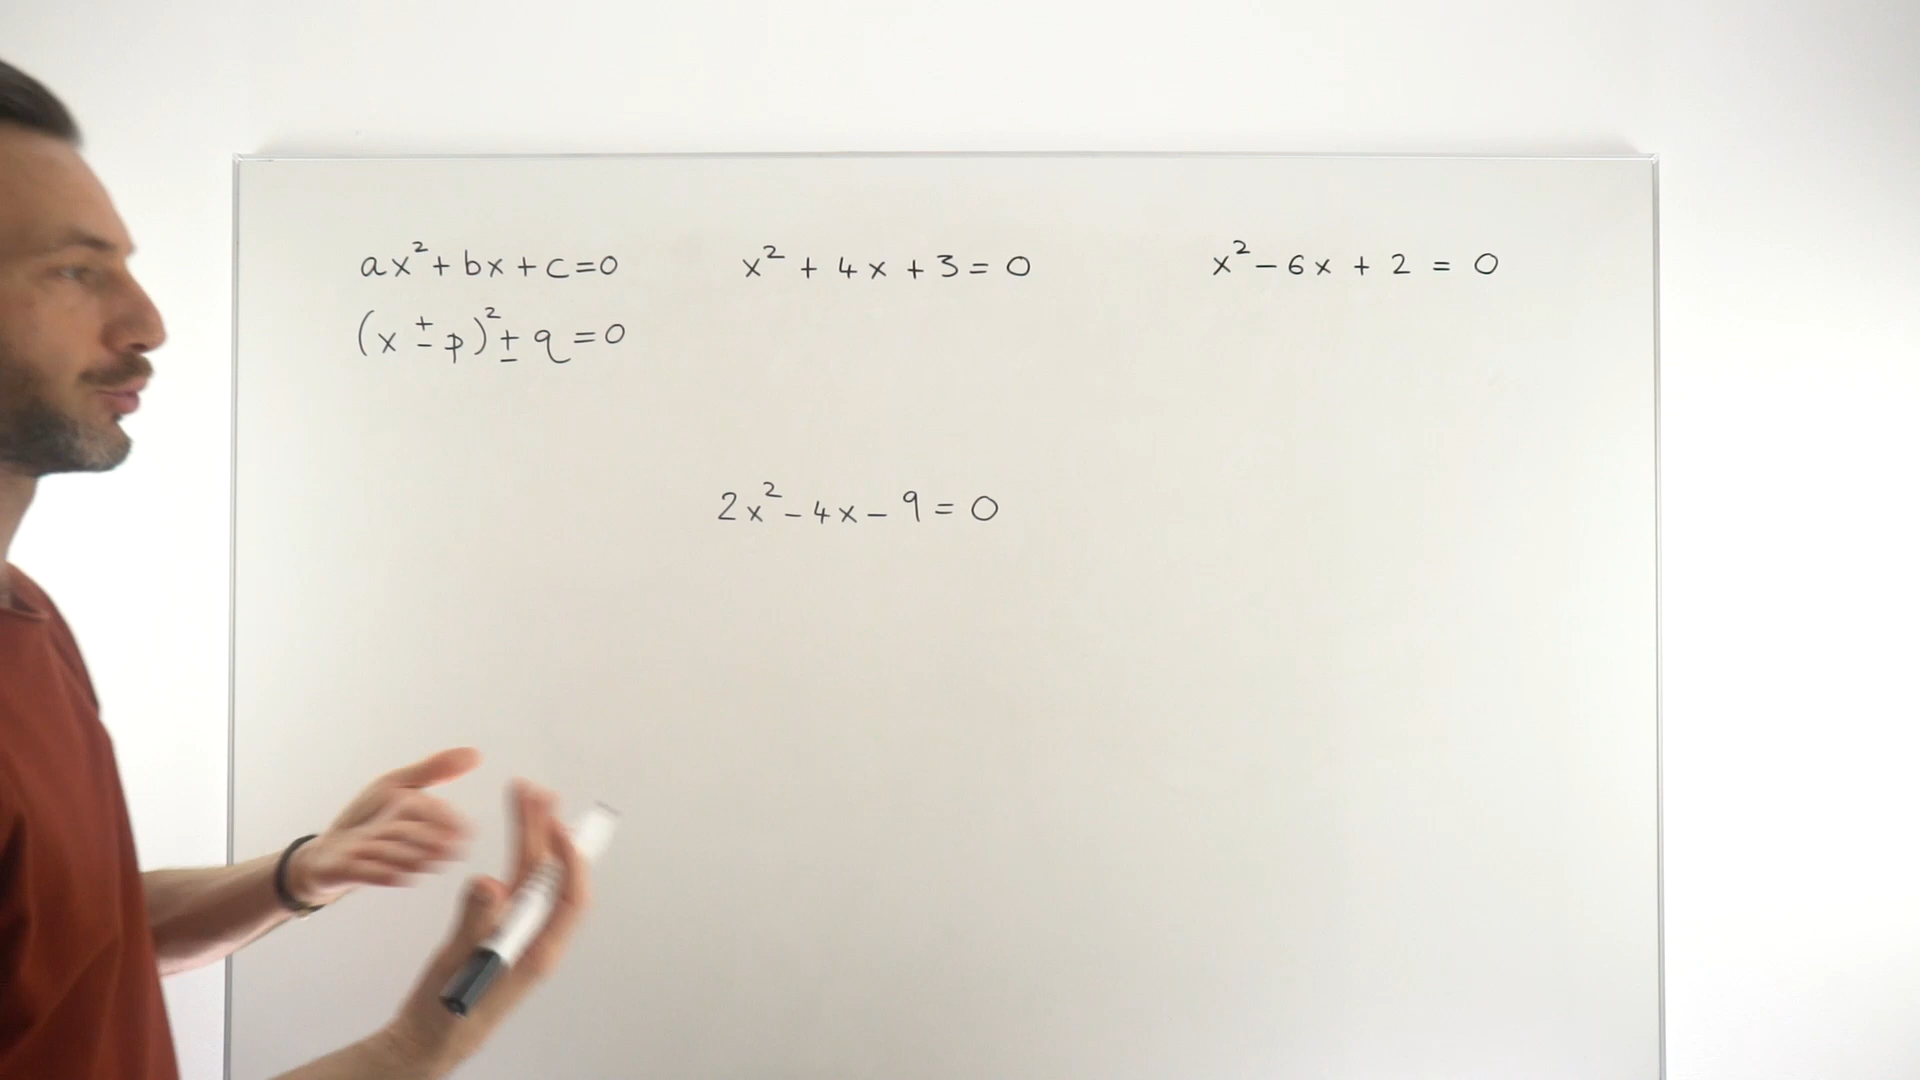 ax²+bx+c=0
(x ± p)² ± q =0
x² + 4x + 3 = 0
x² − 6x + 2 = 0
2x² − 4x − 9 = 0